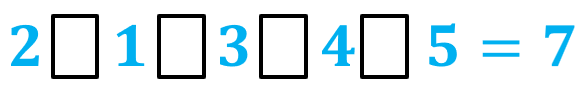 2 □ 1 □ 3 □ 4 □ 5 = 7